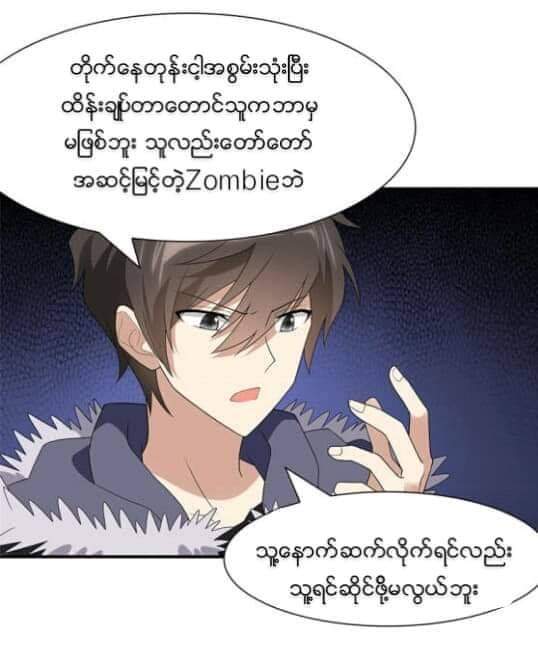 တိုက်နေတုန်းငါ့အစွမ်းသုံးပြီး
ထိန်းချုပ်တာတောင်သူကဘာမှ
မဖြစ်ဘူး သူလည်းတော်တော်
အဆင့်မြင့်တဲ့Zombieဘဲ
သူ့နောက်ဆက်လိုက်ရင်လည်း
သူ့ရင်ဆိုင်ဖို့မလွယ်ဘူး